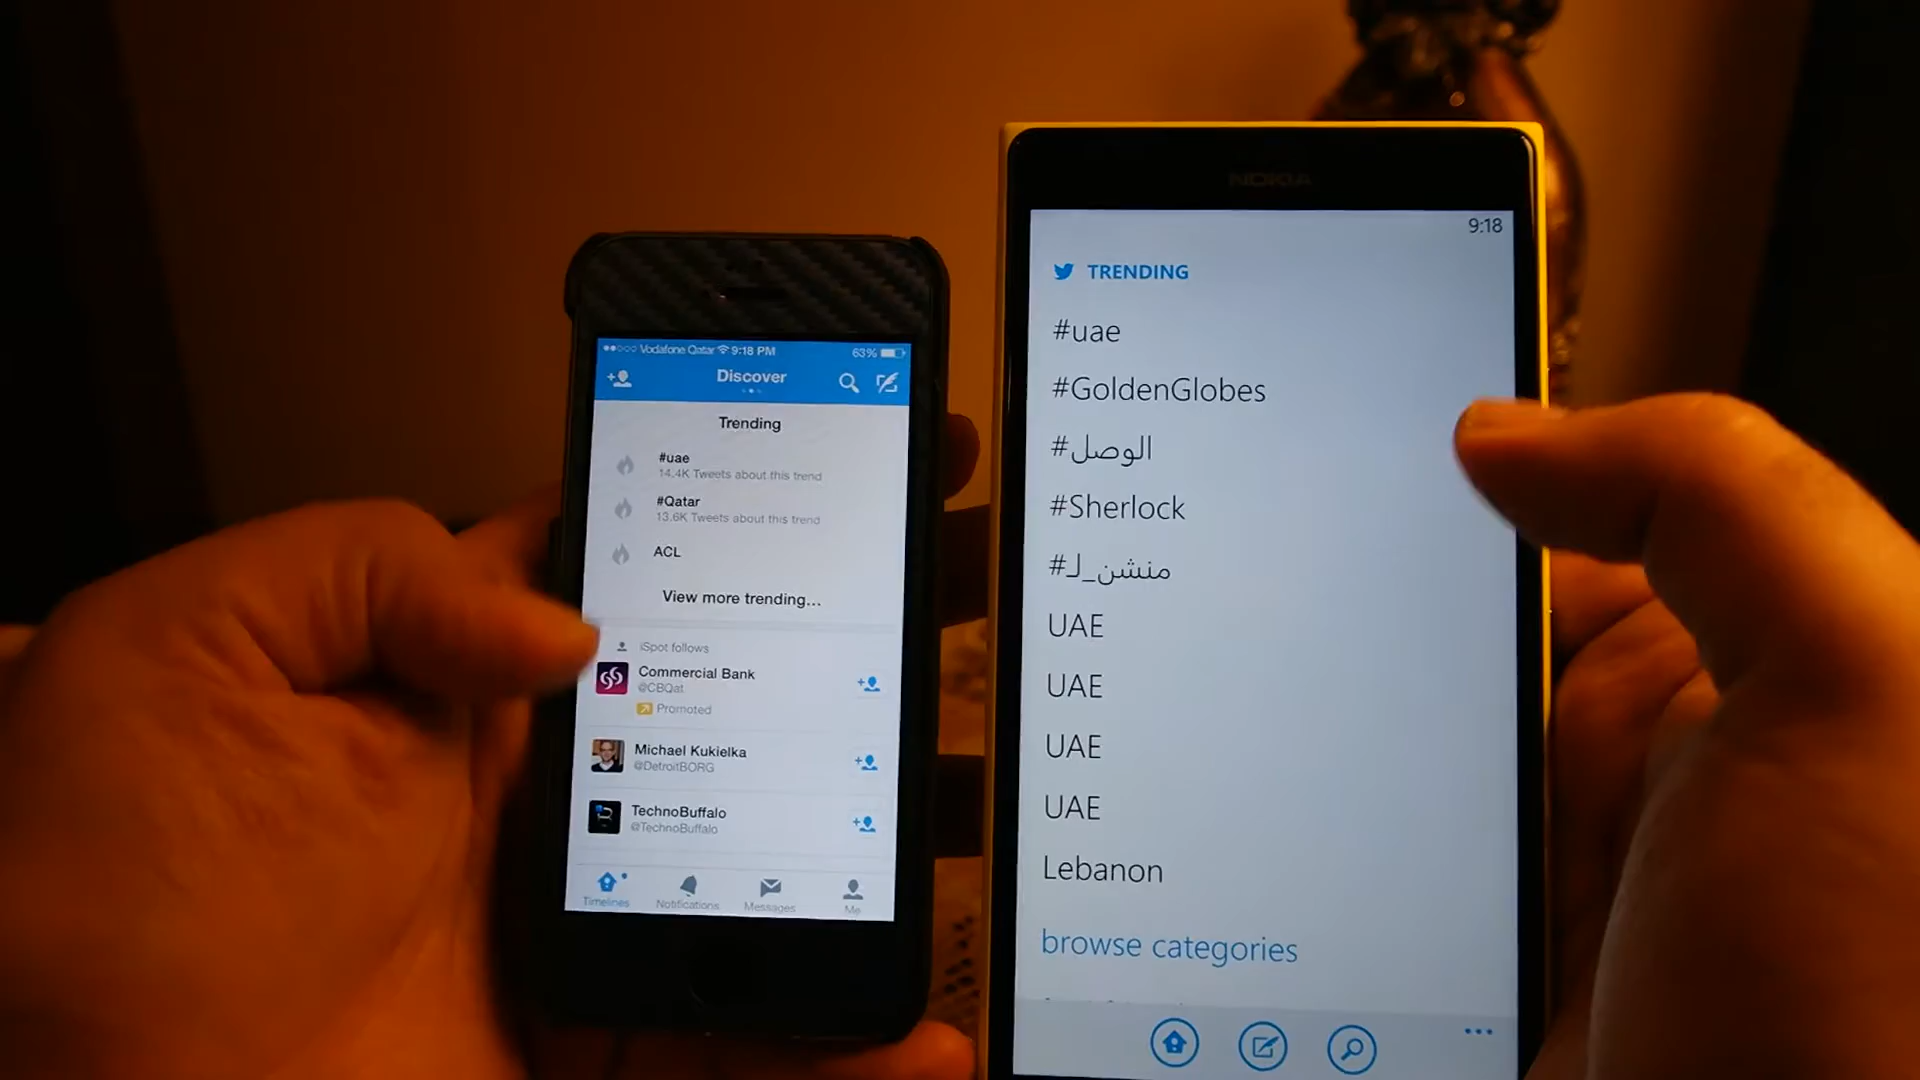 Vodafone Qatar 9:18 PM 63%
Discover
Trending
#uae
14.4K Tweets about this trend
#Qatar
13.6K Tweets about this trend
ACL
View more trending...
iSpot follows
Commercial Bank
@CBQat
Promoted
Michael Kukielka
@DetroitBORG
TechnoBuffalo
@TechnoBuffalo
Timelines Notifications Messages Me
NOKIA
9:18
TRENDING
#uae
#GoldenGlobes
#الوصل
#Sherlock
#منشن_لـ
UAE
UAE
UAE
UAE
Lebanon
browse categories